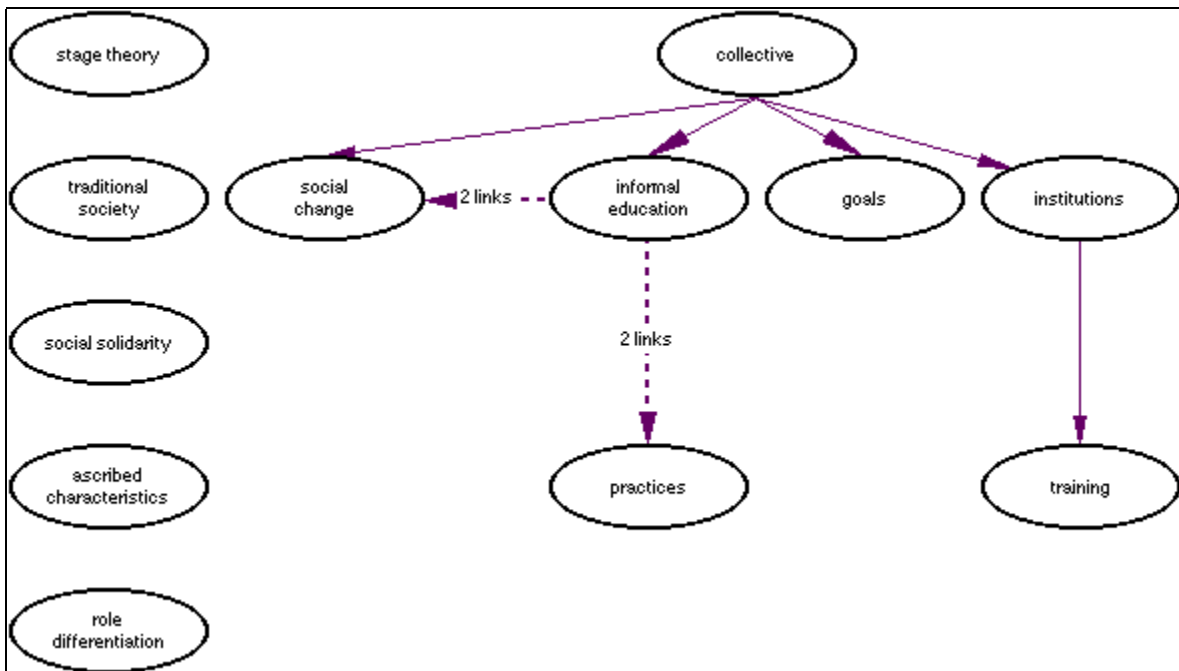 stage theory
collective
traditional
society
social
change
2 links
informal
education
goals
institutions
social solidarity
2 links
ascribed
characteristics
practices
training
role
differentiation